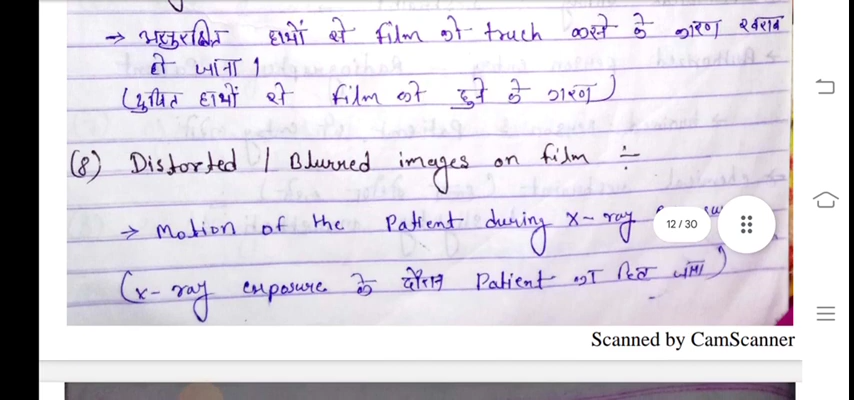 → असुरक्षित हाथों से film को truch करने के कारण खराब
हो जाना।
(दुषित हाथों से film को छुने के कारण)
(8) Distorted / Blurred images on film ÷
→ Motion of the Patient during x-ray
12 / 30
(x-ray exposure के दौरान Patient का हिल जाना)
Scanned by CamScanner